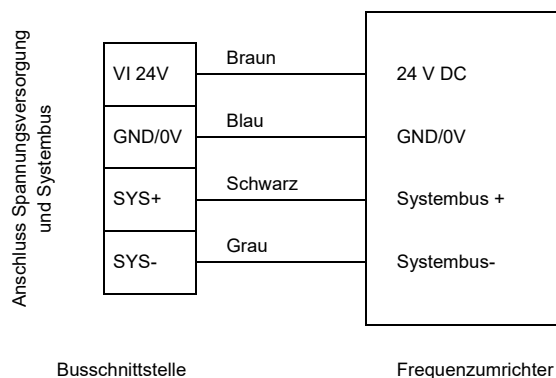 Anschluss Spannungsversorgung
und Systembus
VI 24V
Braun
24 V DC
GND/0V
Blau
GND/0V
SYS+
Schwarz
Systembus +
SYS-
Grau
Systembus-
Busschnittstelle
Frequenzumrichter